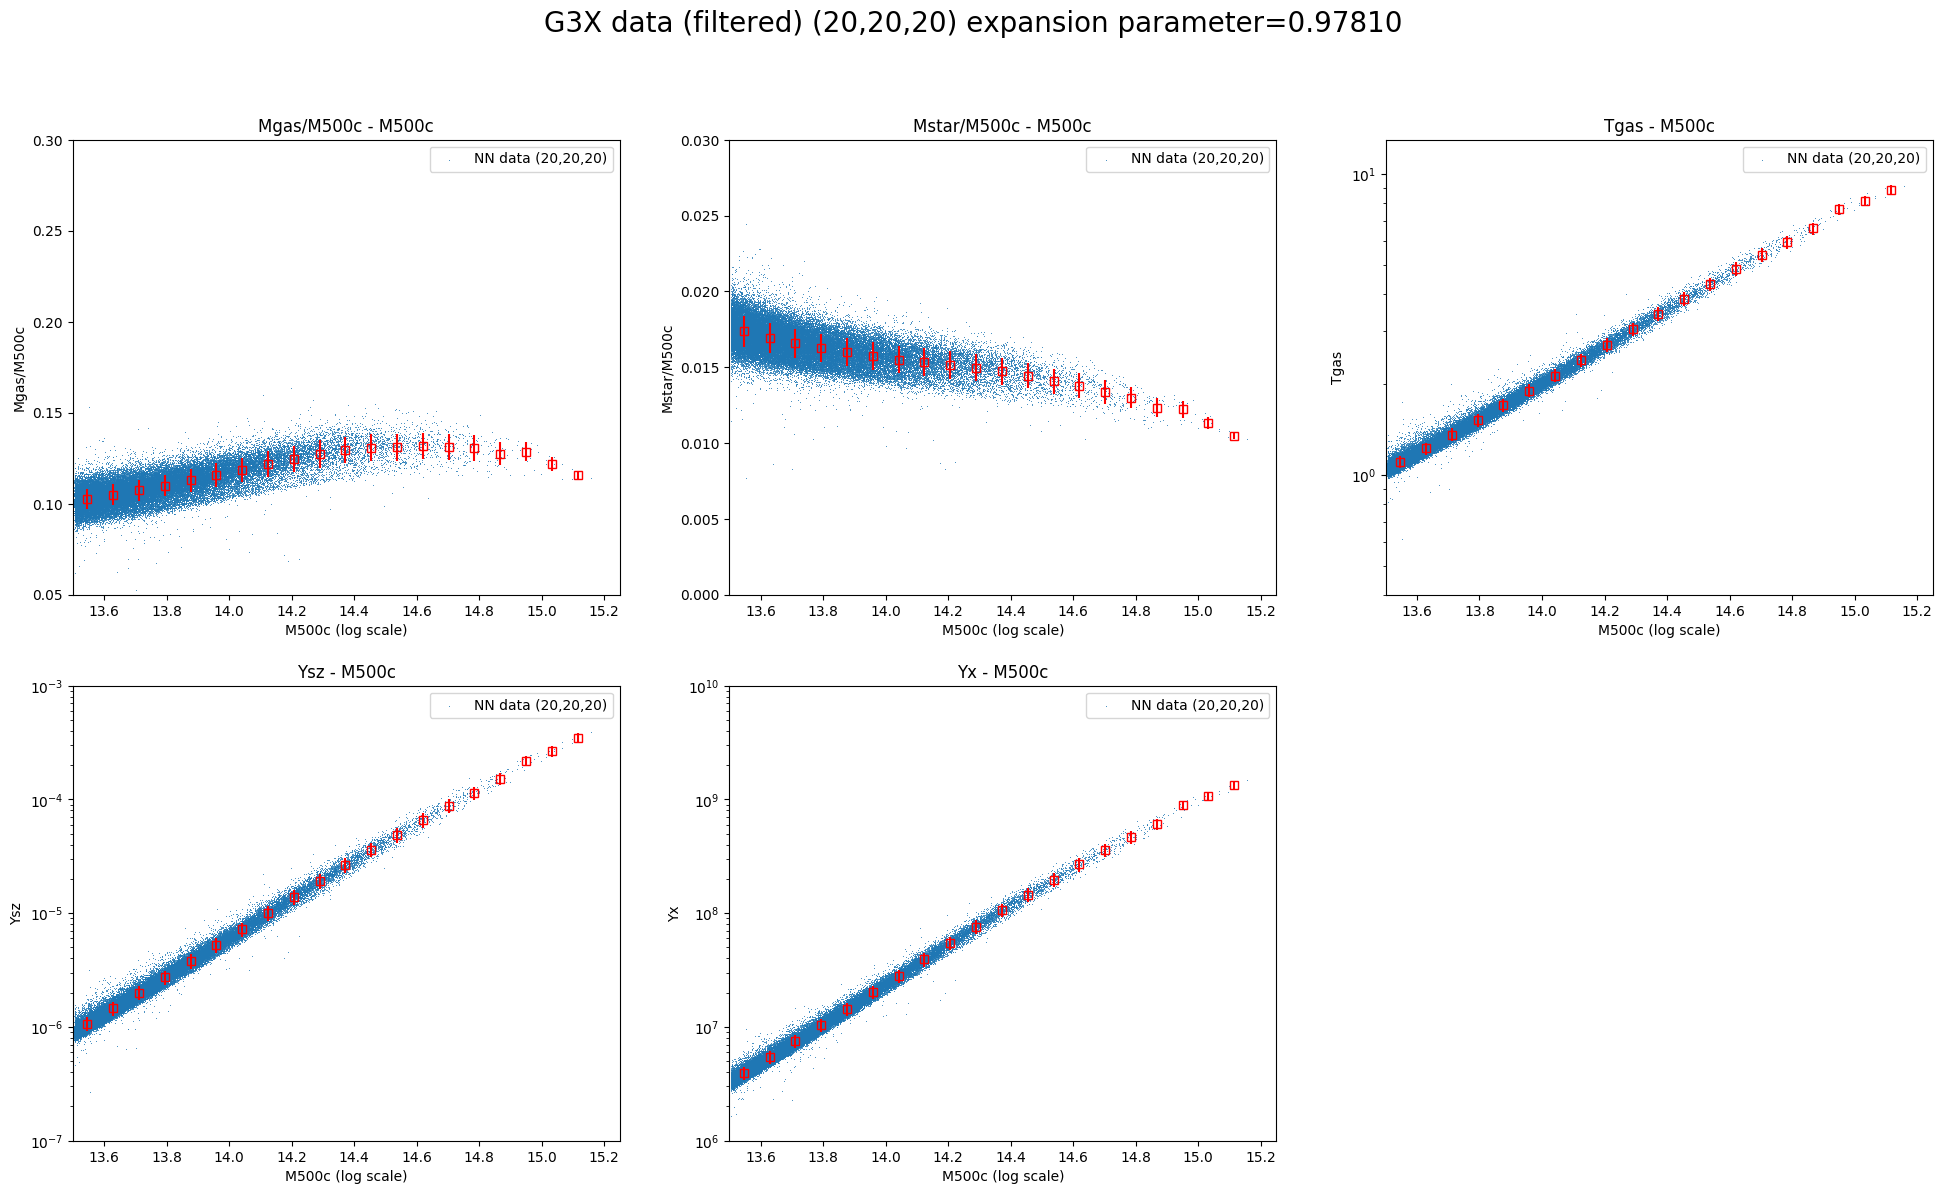 G3X data (filtered) (20,20,20) expansion parameter=0.97810
Mgas/M500c - M500c
NN data (20,20,20)
Mgas/M500c
0.30
0.25
0.20
0.15
0.10
0.05
13.6 13.8 14.0 14.2 14.4 14.6 14.8 15.0 15.2
M500c (log scale)
Mstar/M500c - M500c
NN data (20,20,20)
Mstar/M500c
0.030
0.025
0.020
0.015
0.010
0.005
0.000
13.6 13.8 14.0 14.2 14.4 14.6 14.8 15.0 15.2
M500c (log scale)
Tgas - M500c
NN data (20,20,20)
Tgas
10¹
10⁰
13.6 13.8 14.0 14.2 14.4 14.6 14.8 15.0 15.2
M500c (log scale)
Ysz - M500c
NN data (20,20,20)
Ysz
10⁻³
10⁻⁴
10⁻⁵
10⁻⁶
10⁻⁷
13.6 13.8 14.0 14.2 14.4 14.6 14.8 15.0 15.2
M500c (log scale)
Yx - M500c
NN data (20,20,20)
Yx
10¹⁰
10⁹
10⁸
10⁷
10⁶
13.6 13.8 14.0 14.2 14.4 14.6 14.8 15.0 15.2
M500c (log scale)